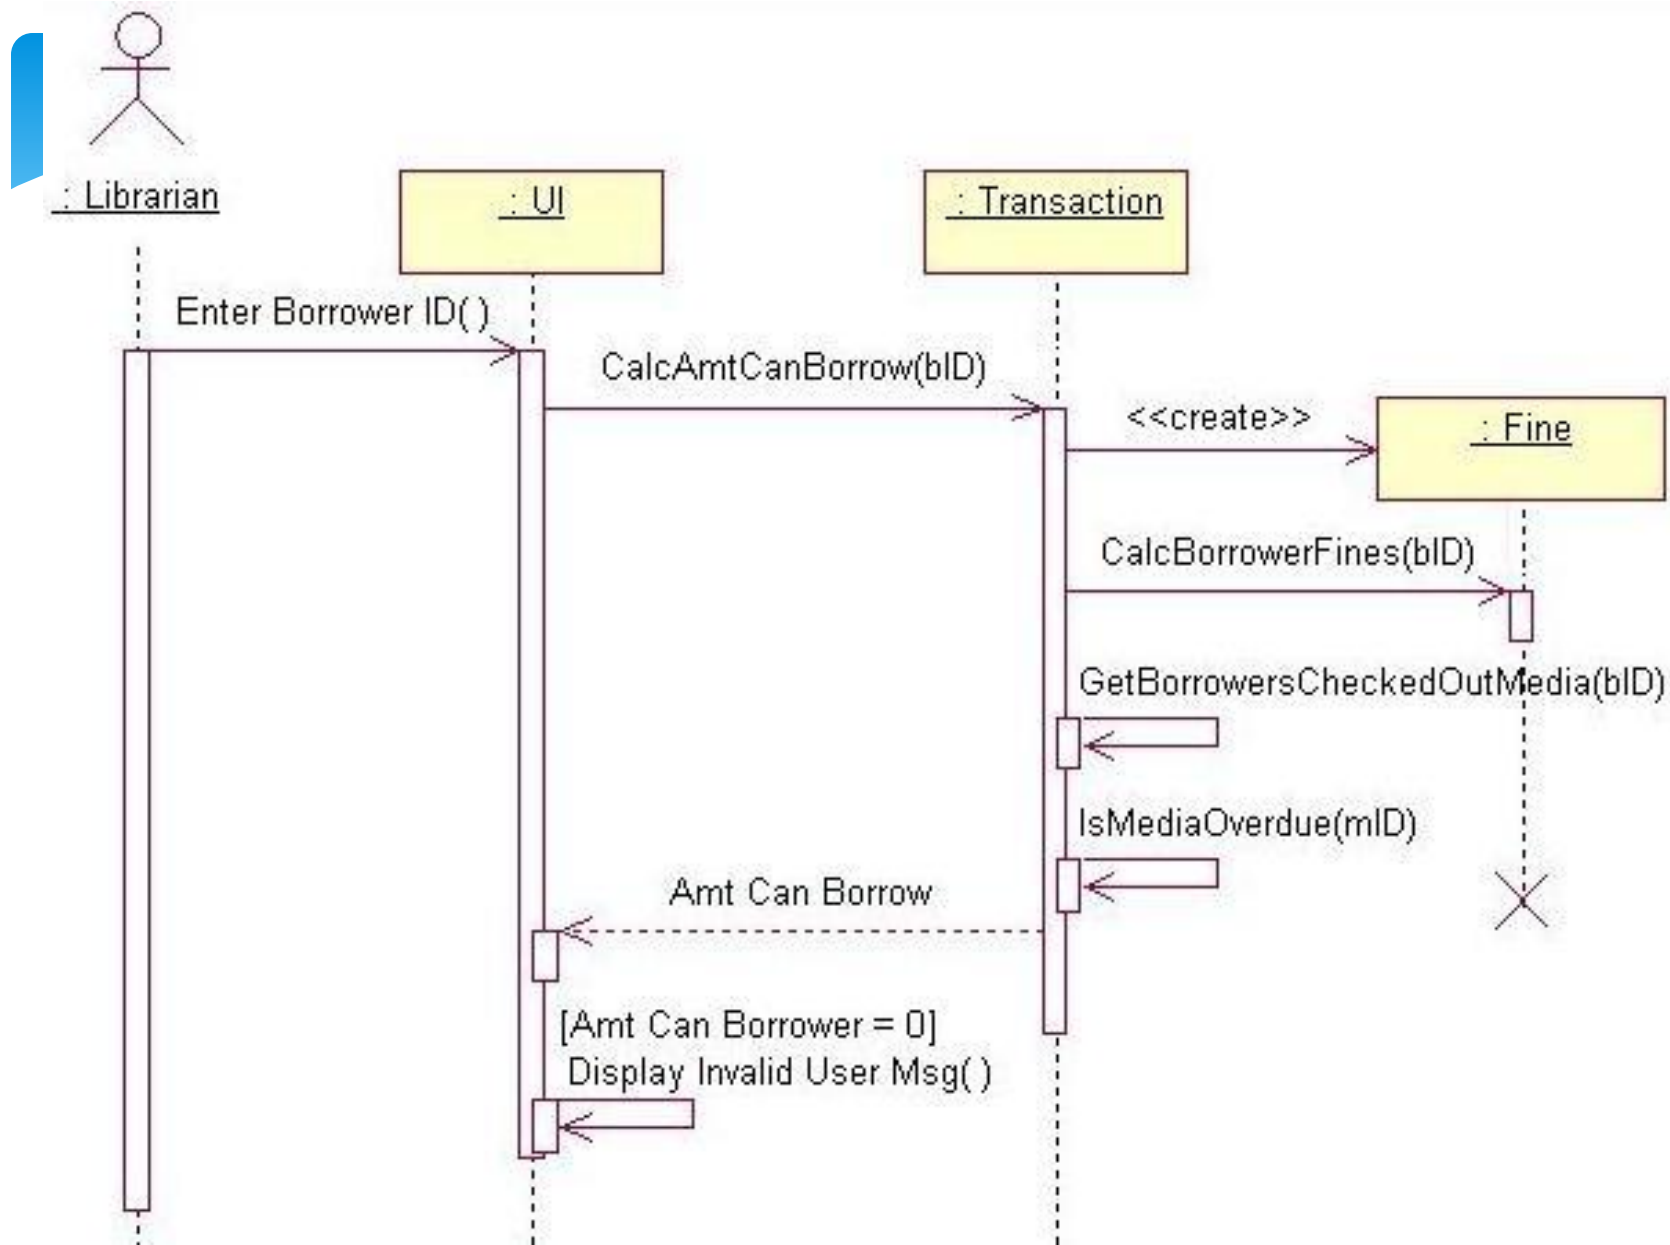 : Librarian
: UI
: Transaction
Enter Borrower ID( )
CalcAmtCanBorrow(bID)
<<create>>
: Fine
CalcBorrowerFines(bID)
GetBorrowersCheckedOutMedia(bID)
IsMediaOverdue(mID)
Amt Can Borrow
[Amt Can Borrower = 0]
Display Invalid User Msg( )